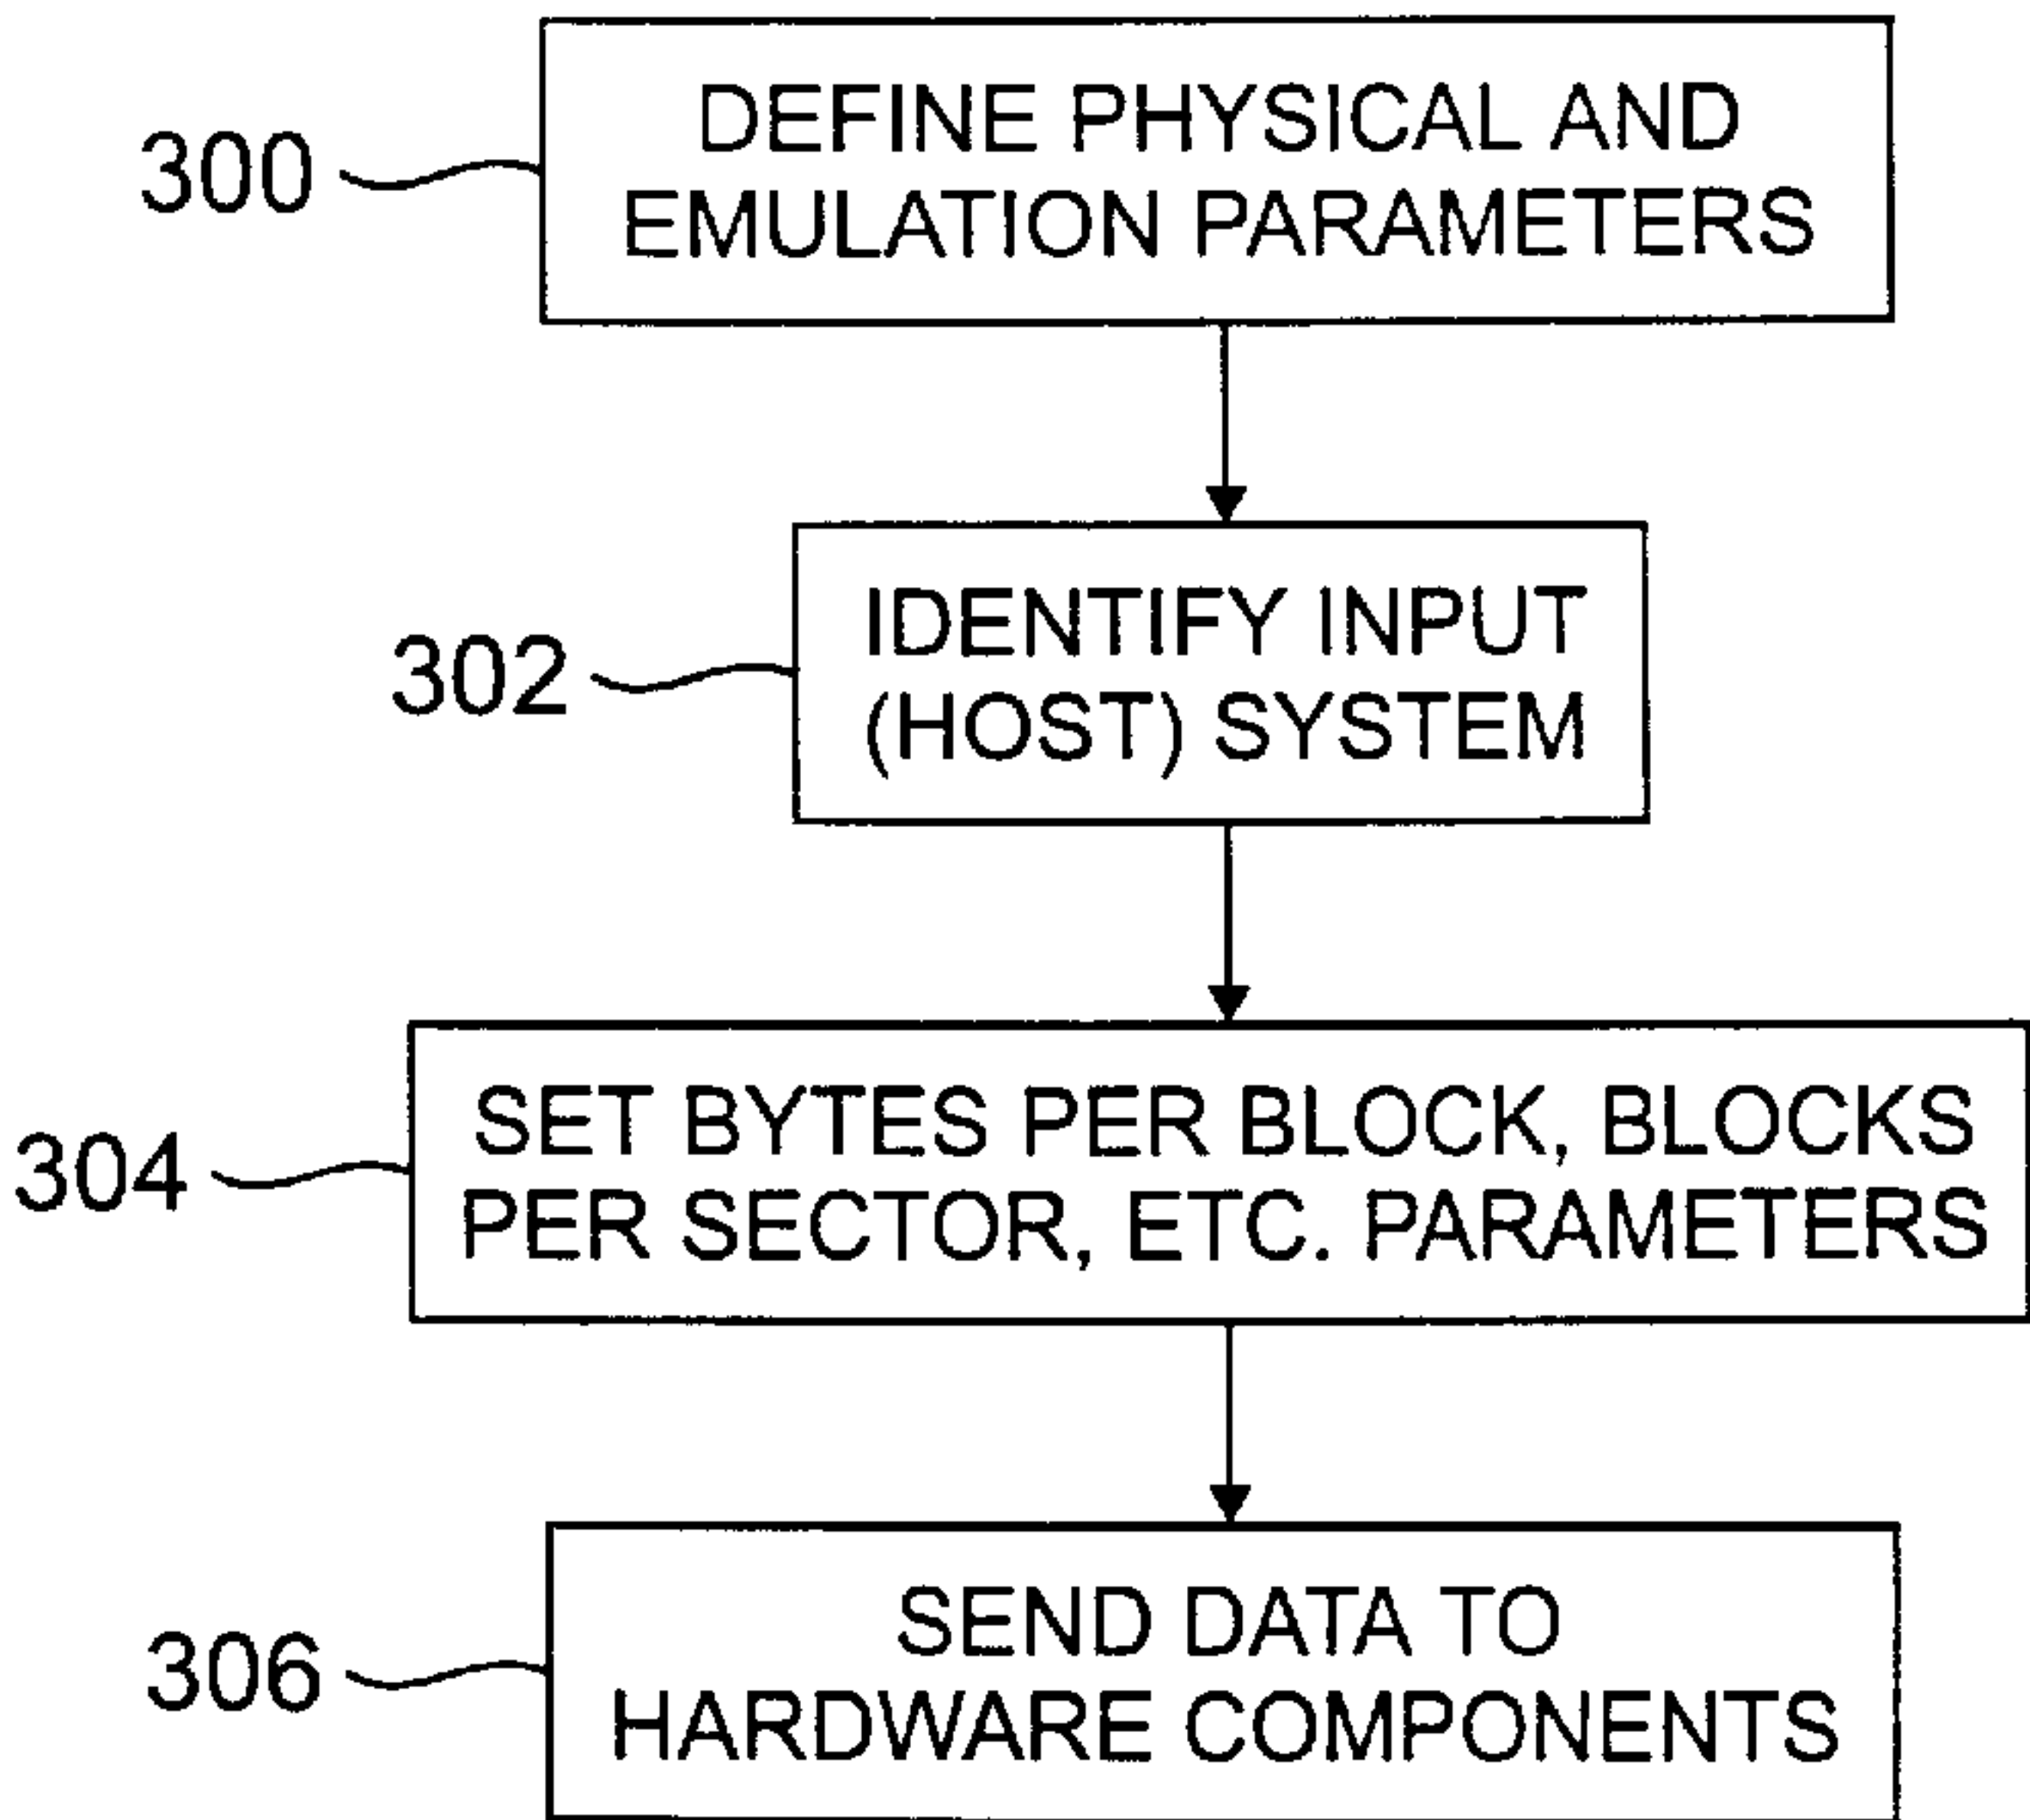 300
DEFINE PHYSICAL AND
EMULATION PARAMETERS
302
IDENTIFY INPUT
(HOST) SYSTEM
304
SET BYTES PER BLOCK, BLOCKS
PER SECTOR, ETC. PARAMETERS
306
SEND DATA TO
HARDWARE COMPONENTS